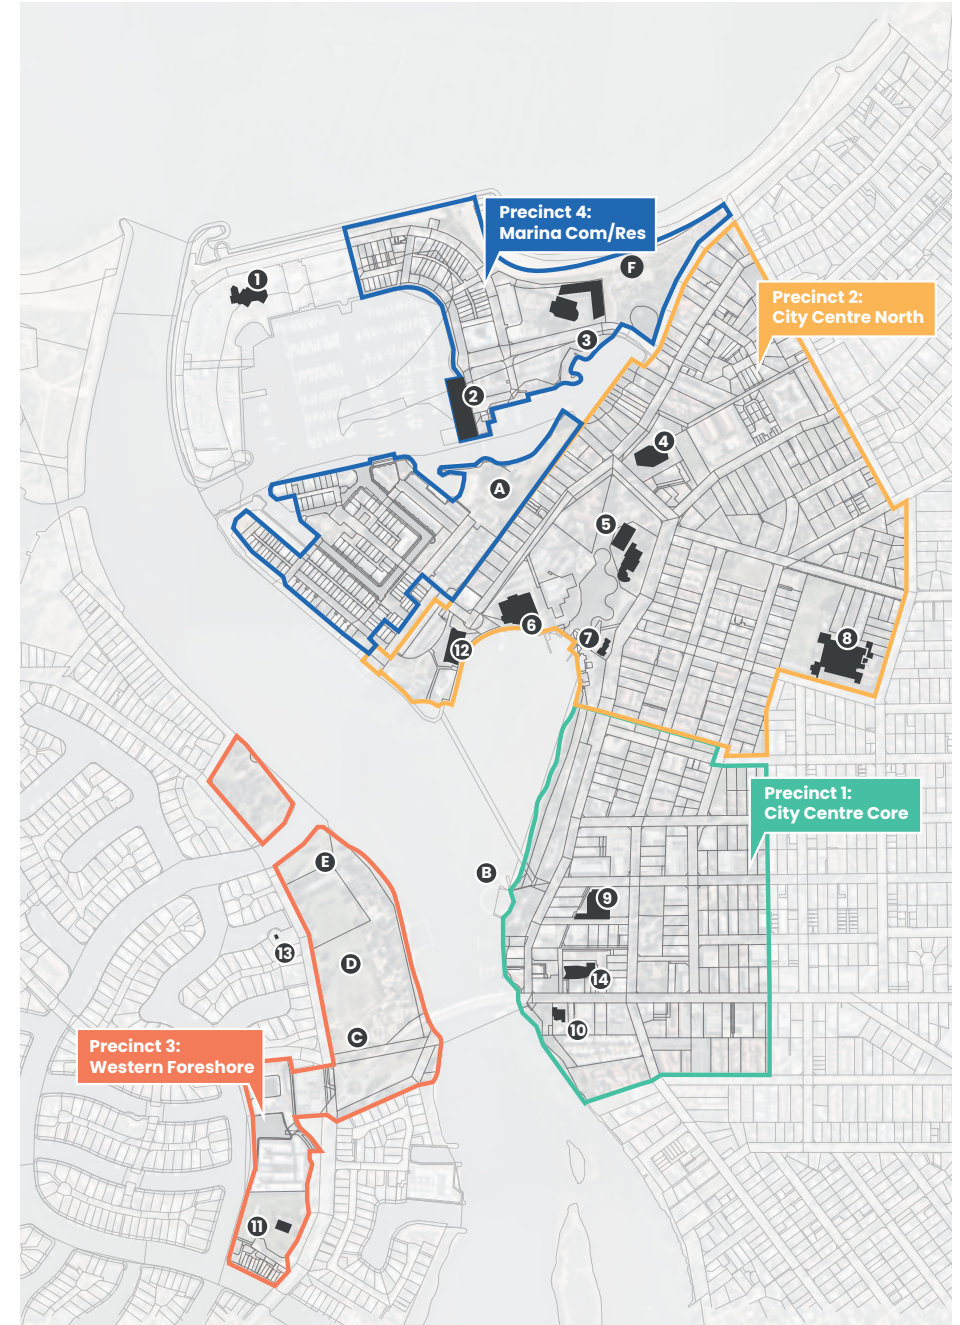 Precinct 4:
Marina Com/Res
F
1
Precinct 2:
City Centre North
3
2
4
A
5
6
7
8
12
Precinct 1:
City Centre Core
E
B
9
13
D
14
C
10
Precinct 3:
Western Foreshore
11